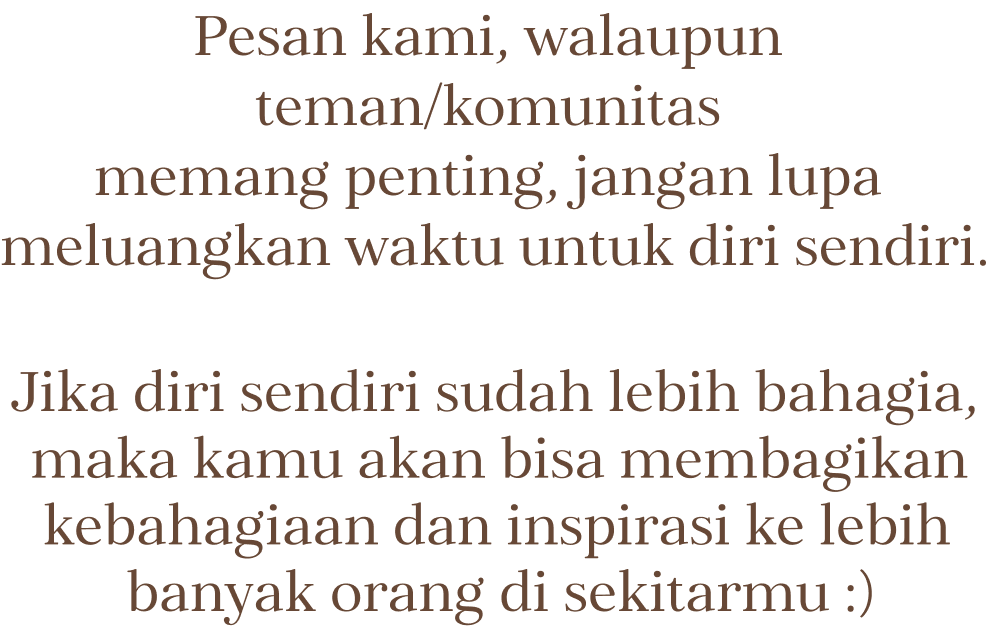 Pesan kami, walaupun
teman/komunitas
memang penting, jangan lupa
meluangkan waktu untuk diri sendiri.
Jika diri sendiri sudah lebih bahagia,
maka kamu akan bisa membagikan
kebahagiaan dan inspirasi ke lebih
banyak orang di sekitarmu :)